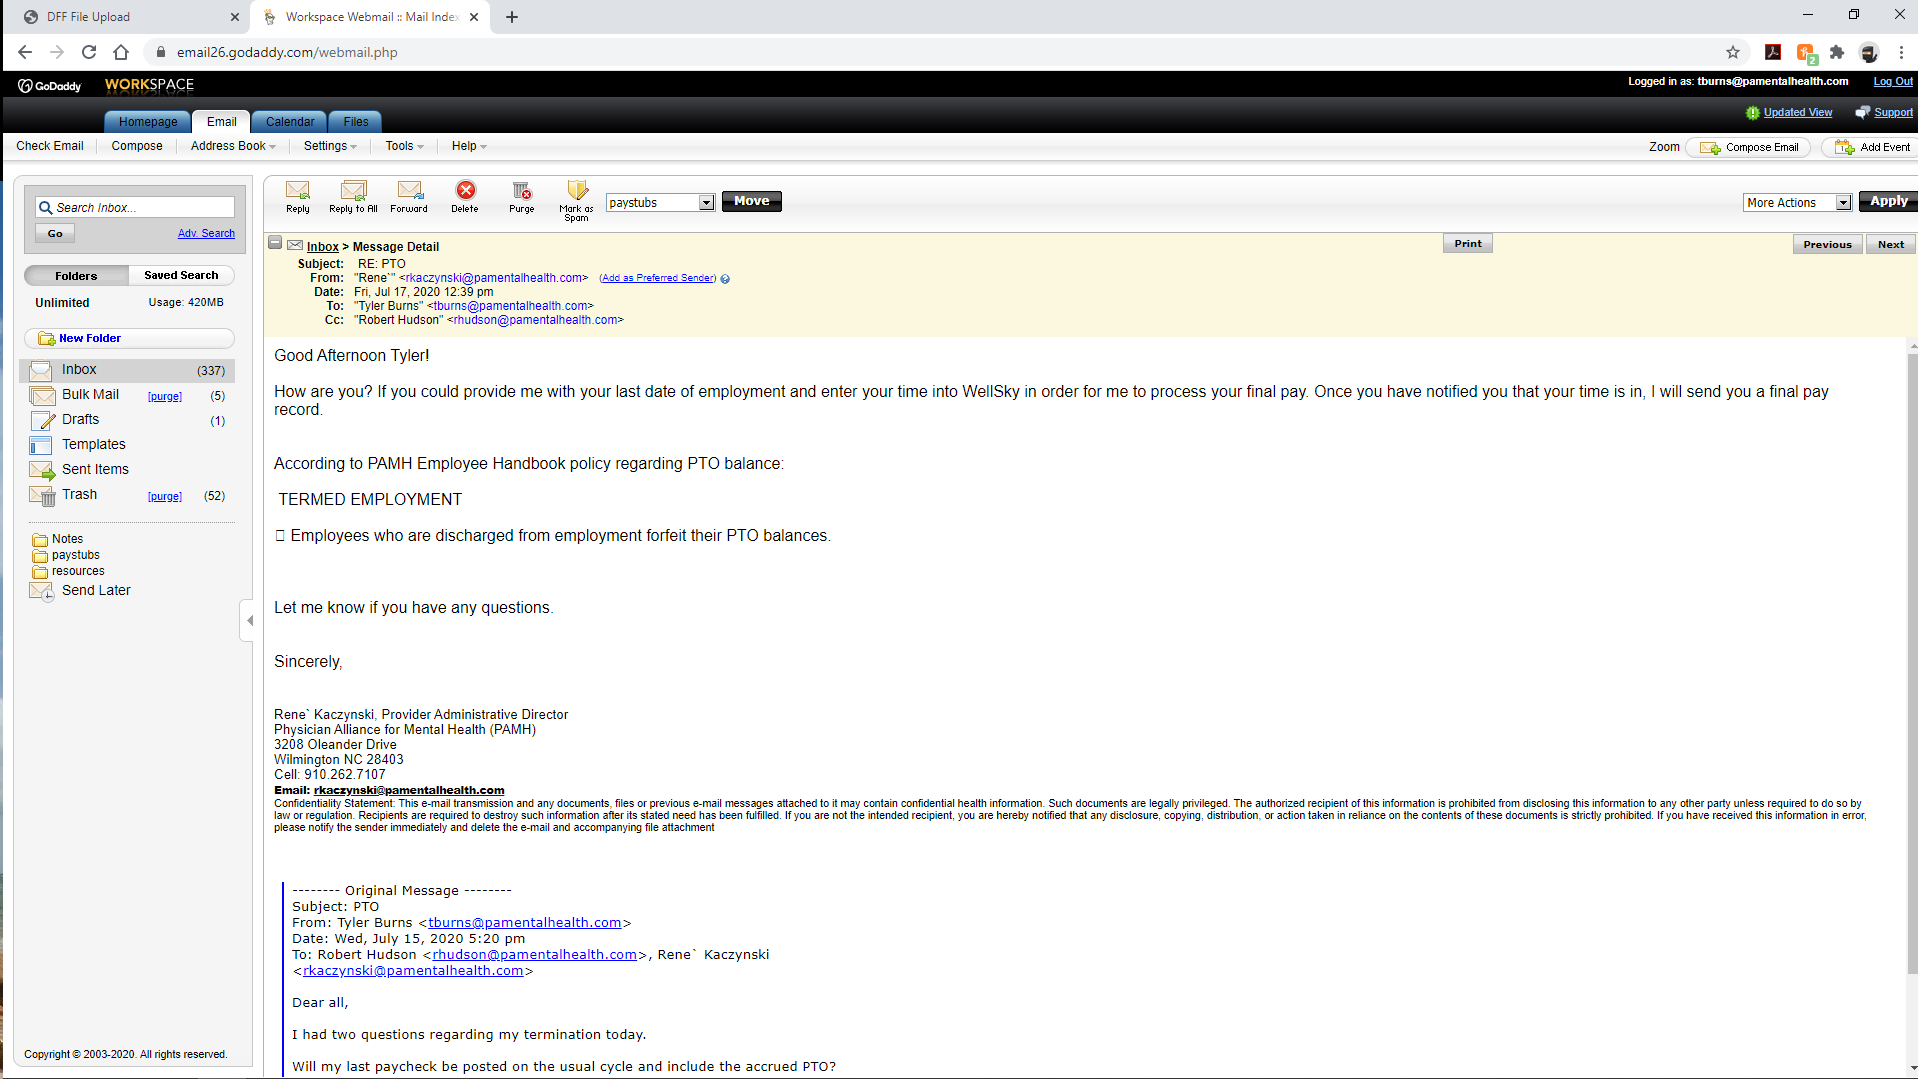 DFF File Upload
Workspace Webmail :: Mail Index
email26.godaddy.com/webmail.php
2
GoDaddy WORKSPACE
Logged in as: tburns@pamentalhealth.com Log Out
Homepage Email Calendar Files
Updated View Support
Check Email Compose Address Book Settings Tools Help
Zoom Compose Email Add Event
Search Inbox...
Go Adv. Search
Folders Saved Search
Unlimited Usage: 420MB
New Folder
Inbox (337)
Bulk Mail [purge] (5)
Drafts (1)
Templates
Sent Items
Trash [purge] (52)
Notes
paystubs
resources
Send Later
Copyright © 2003-2020. All rights reserved.
Reply Reply to All Forward Delete Purge Mark as Spam paystubs Move
More Actions Apply
Inbox > Message Detail
Print Previous Next
Subject: RE: PTO
From: "Rene`" <rkaczynski@pamentalhealth.com> (Add as Preferred Sender)
Date: Fri, Jul 17, 2020 12:39 pm
To: "Tyler Burns" <tburns@pamentalhealth.com>
Cc: "Robert Hudson" <rhudson@pamentalhealth.com>
Good Afternoon Tyler!
How are you? If you could provide me with your last date of employment and enter your time into WellSky in order for me to process your final pay. Once you have notified you that your time is in, I will send you a final pay
record.
According to PAMH Employee Handbook policy regarding PTO balance:
TERMED EMPLOYMENT
Employees who are discharged from employment forfeit their PTO balances.
Let me know if you have any questions.
Sincerely,
Rene` Kaczynski, Provider Administrative Director
Physician Alliance for Mental Health (PAMH)
3208 Oleander Drive
Wilmington NC 28403
Cell: 910.262.7107
Email: rkaczynski@pamentalhealth.com
Confidentiality Statement: This e-mail transmission and any documents, files or previous e-mail messages attached to it may contain confidential health information. Such documents are legally privileged. The authorized recipient of this information is prohibited from disclosing this information to any other party unless required to do so by
law or regulation. Recipients are required to destroy such information after its stated need has been fulfilled. If you are not the intended recipient, you are hereby notified that any disclosure, copying, distribution, or action taken in reliance on the contents of these documents is strictly prohibited. If you have received this information in error,
please notify the sender immediately and delete the e-mail and accompanying file attachment
-------- Original Message --------
Subject: PTO
From: Tyler Burns <tburns@pamentalhealth.com>
Date: Wed, July 15, 2020 5:20 pm
To: Robert Hudson <rhudson@pamentalhealth.com>, Rene` Kaczynski
<rkaczynski@pamentalhealth.com>
Dear all,
I had two questions regarding my termination today.
Will my last paycheck be posted on the usual cycle and include the accrued PTO?